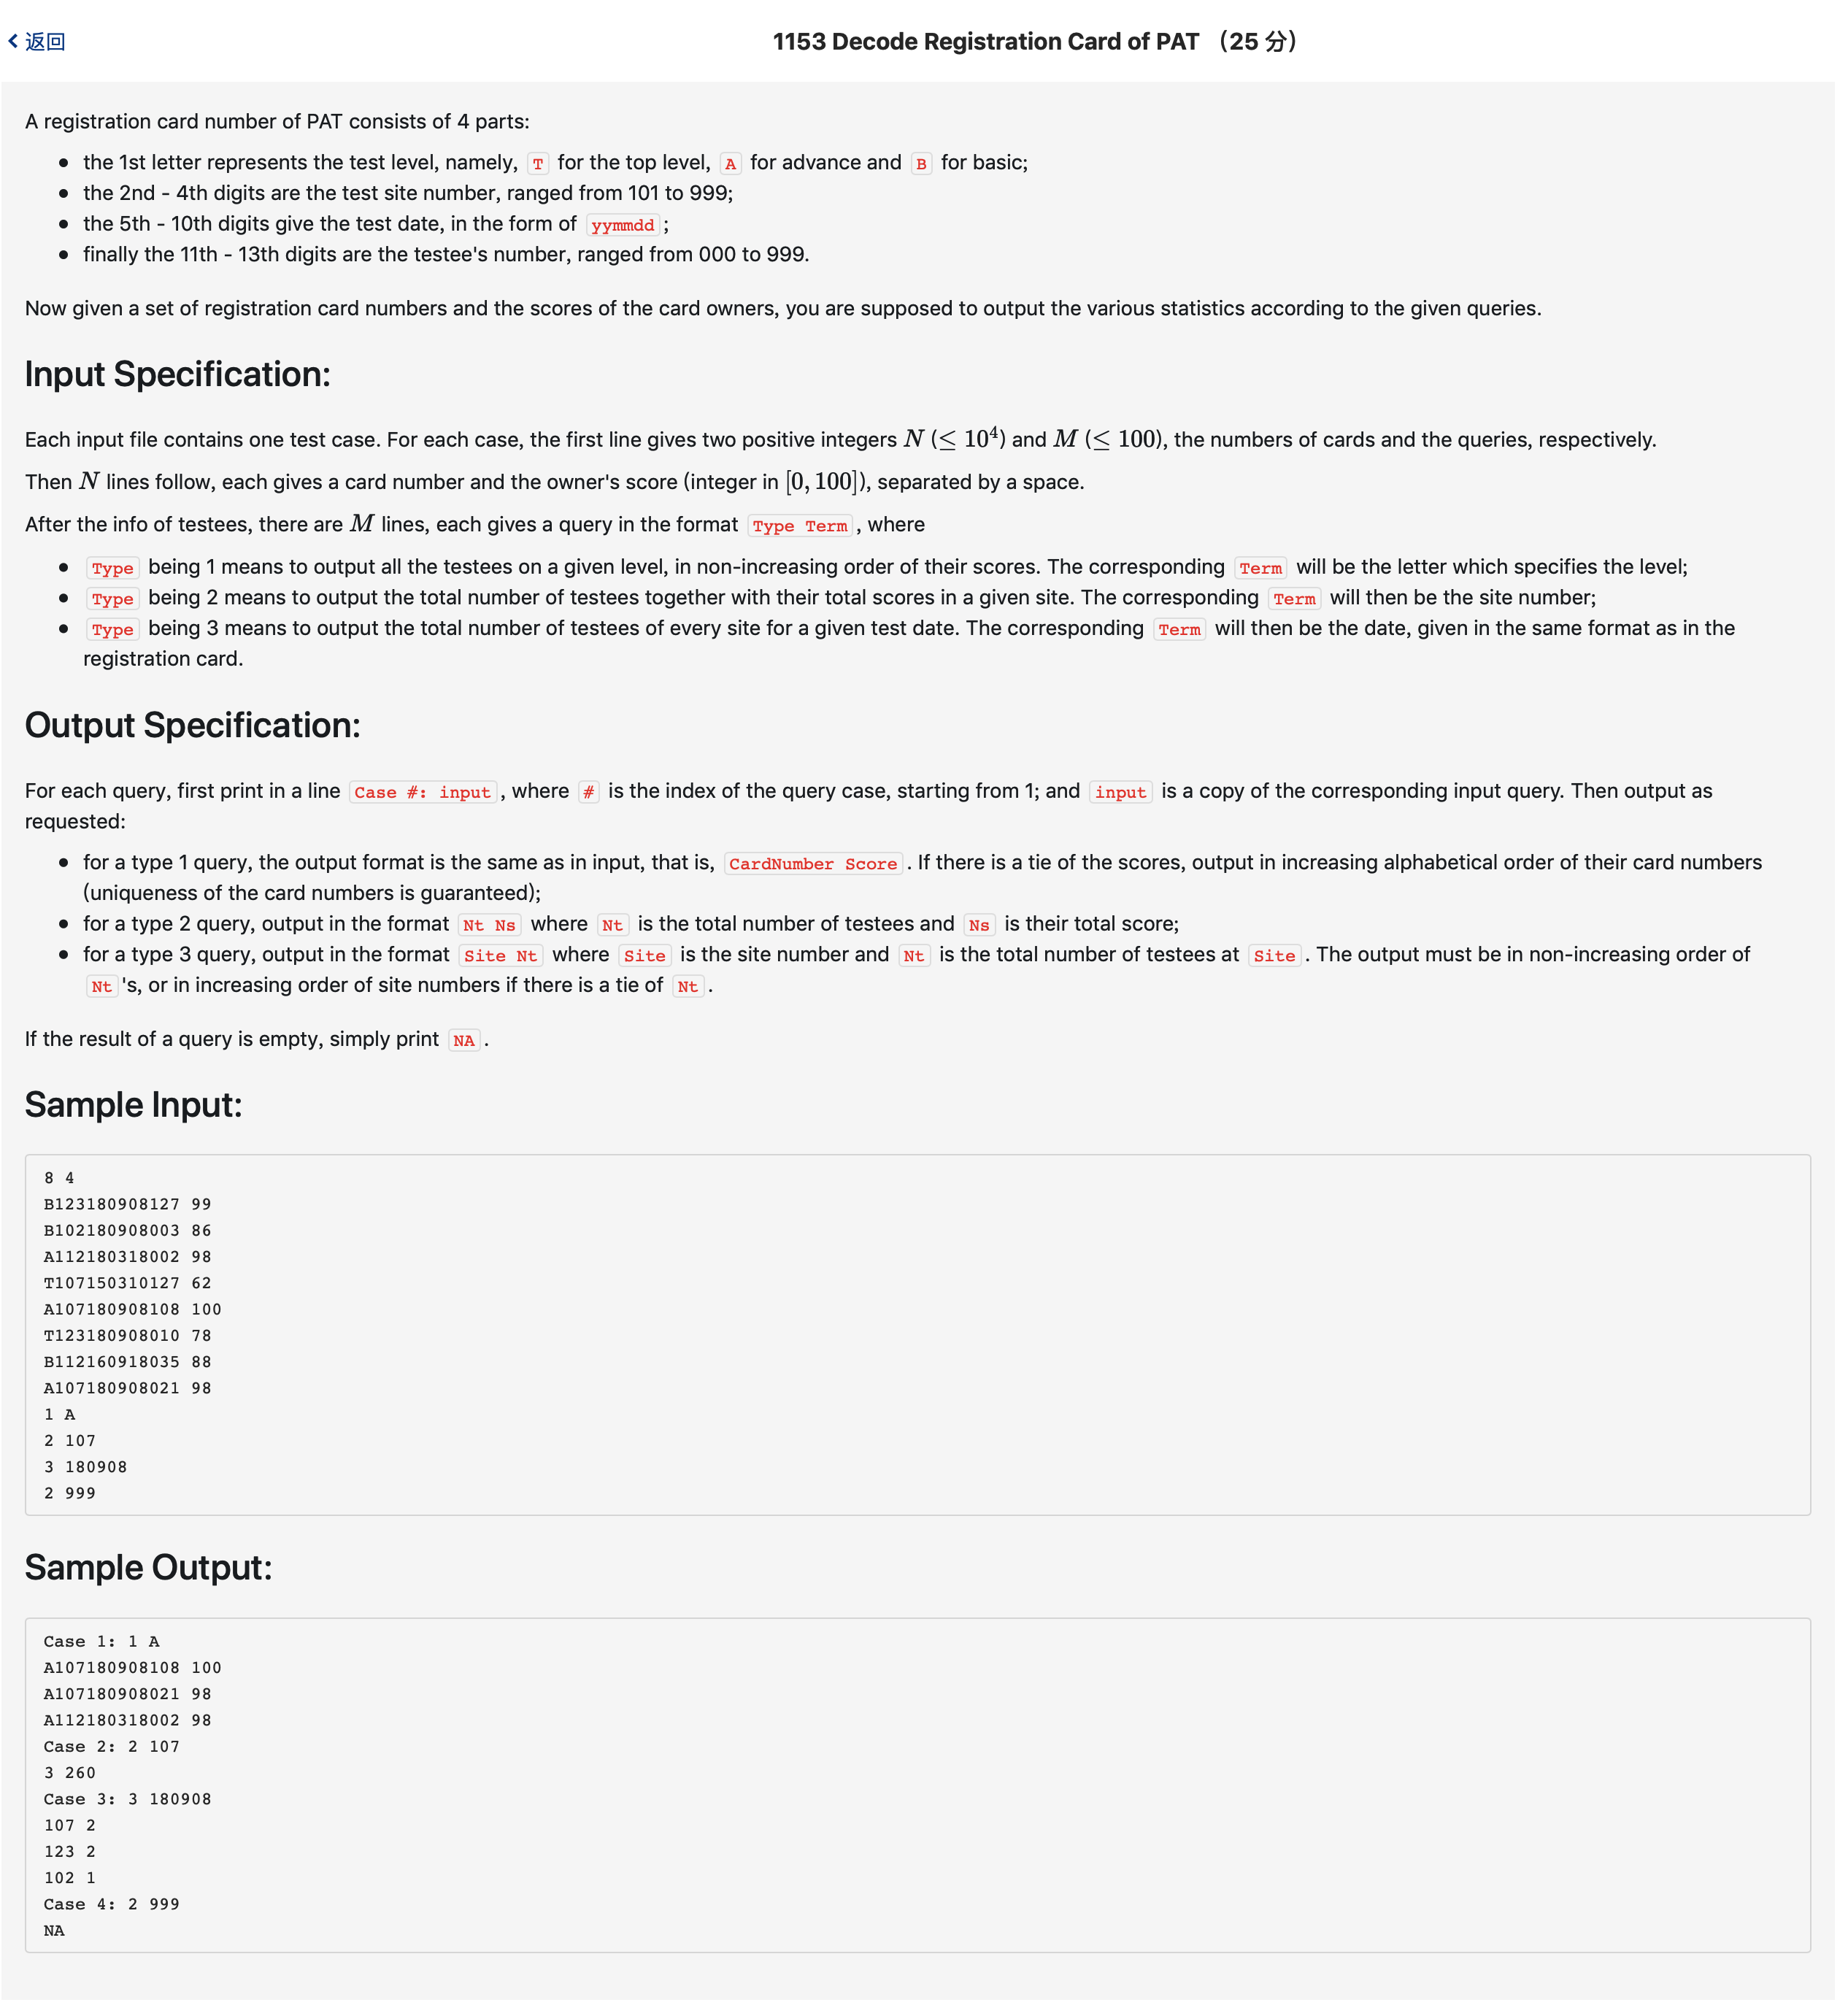 返回
1153 Decode Registration Card of PAT （25 分）
A registration card number of PAT consists of 4 parts:
the 1st letter represents the test level, namely, T for the top level, A for advance and B for basic;
the 2nd - 4th digits are the test site number, ranged from 101 to 999;
the 5th - 10th digits give the test date, in the form of yymmdd ;
finally the 11th - 13th digits are the testee's number, ranged from 000 to 999.
Now given a set of registration card numbers and the scores of the card owners, you are supposed to output the various statistics according to the given queries.
Input Specification:
Each input file contains one test case. For each case, the first line gives two positive integers N (≤ 10⁴) and M (≤ 100), the numbers of cards and the queries, respectively.
Then N lines follow, each gives a card number and the owner's score (integer in [0, 100]), separated by a space.
After the info of testees, there are M lines, each gives a query in the format Type Term , where
Type being 1 means to output all the testees on a given level, in non-increasing order of their scores. The corresponding Term will be the letter which specifies the level;
Type being 2 means to output the total number of testees together with their total scores in a given site. The corresponding Term will then be the site number;
Type being 3 means to output the total number of testees of every site for a given test date. The corresponding Term will then be the date, given in the same format as in the
registration card.
Output Specification:
For each query, first print in a line Case #: input , where # is the index of the query case, starting from 1; and input is a copy of the corresponding input query. Then output as
requested:
for a type 1 query, the output format is the same as in input, that is, CardNumber Score . If there is a tie of the scores, output in increasing alphabetical order of their card numbers
(uniqueness of the card numbers is guaranteed);
for a type 2 query, output in the format Nt Ns where Nt is the total number of testees and Ns is their total score;
for a type 3 query, output in the format Site Nt where Site is the site number and Nt is the total number of testees at Site . The output must be in non-increasing order of
Nt 's, or in increasing order of site numbers if there is a tie of Nt .
If the result of a query is empty, simply print NA .
Sample Input:
8 4
B123180908127 99
B102180908003 86
A112180318002 98
T107150310127 62
A107180908108 100
T123180908010 78
B112160918035 88
A107180908021 98
1 A
2 107
3 180908
2 999
Sample Output:
Case 1: 1 A
A107180908108 100
A107180908021 98
A112180318002 98
Case 2: 2 107
3 260
Case 3: 3 180908
107 2
123 2
102 1
Case 4: 2 999
NA